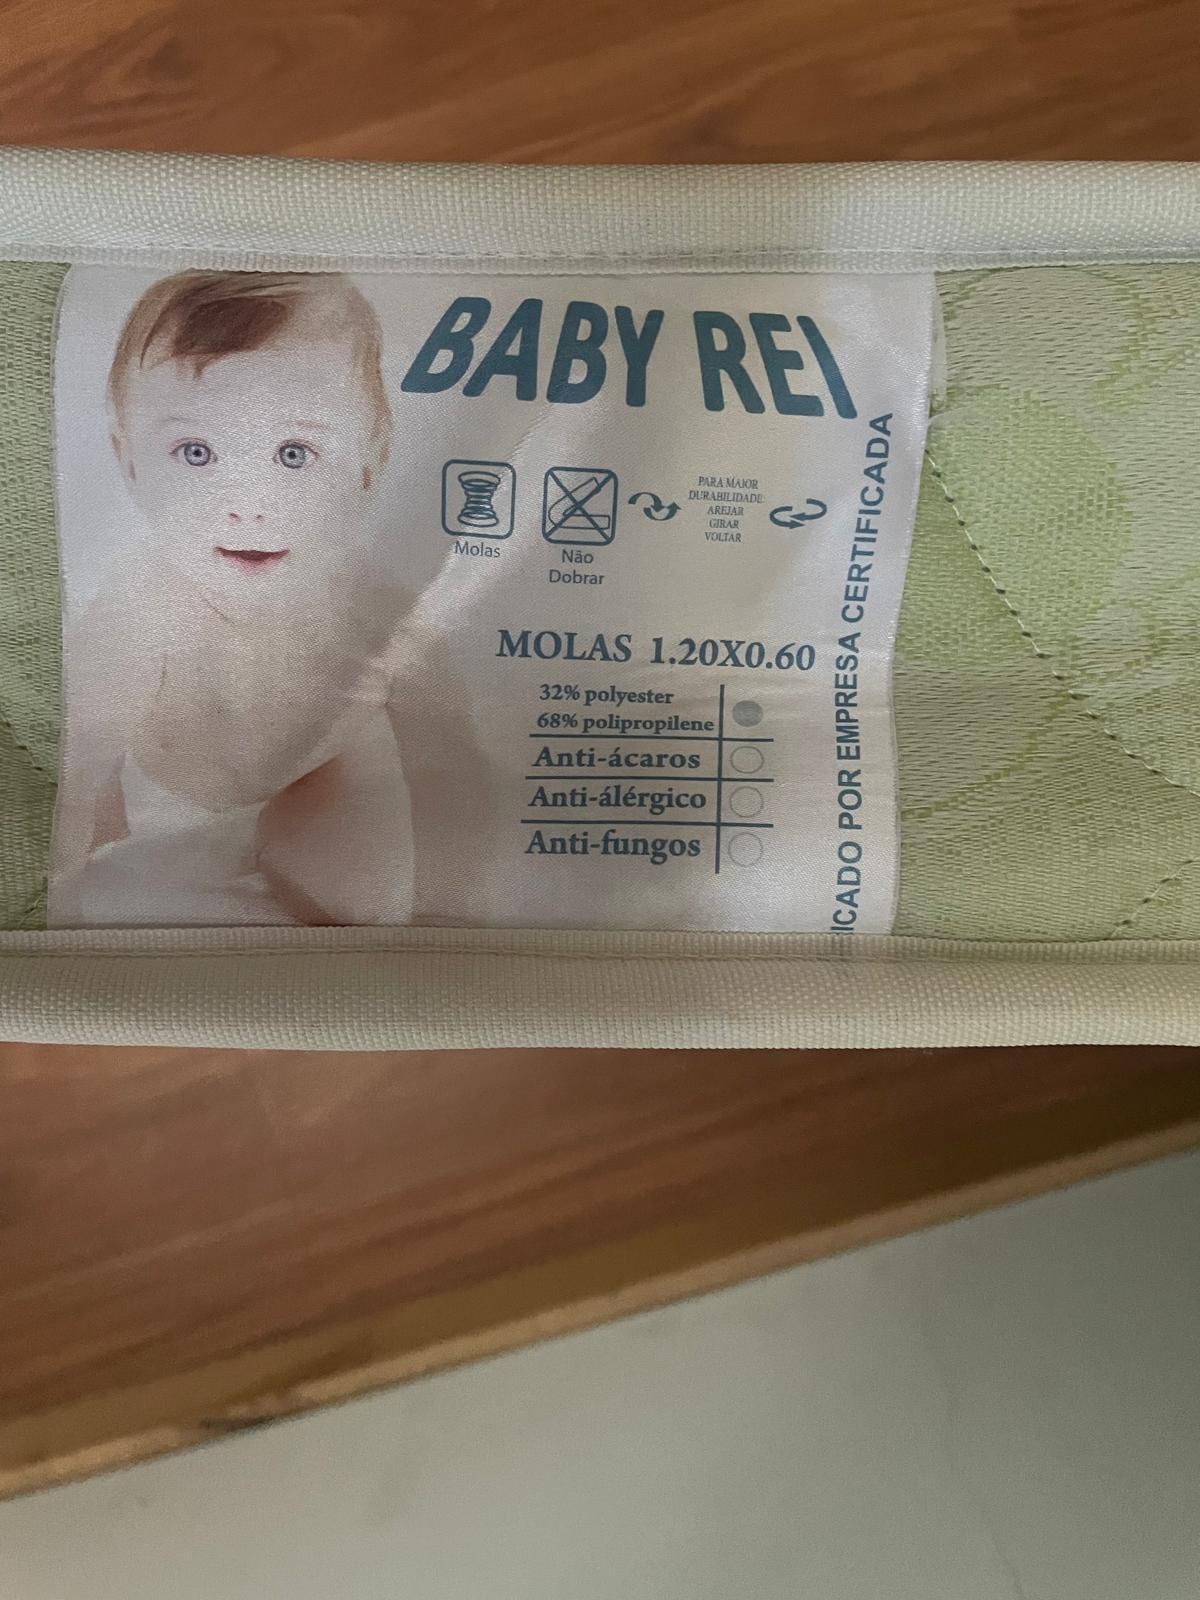 BABY REI
Molas
Não
Dobrar
PARA MAIOR
DURABILIDADE:
AREJAR
GIRAR
VOLTAR
MOLAS 1.20X0.60
32% polyester
68% polipropilene
Anti-ácaros
Anti-álérgico
Anti-fungos
ICADO POR EMPRESA CERTIFICADA